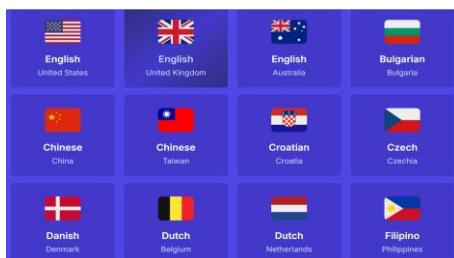 English
United States
English
United Kingdom
English
Australia
Bulgarian
Bulgaria
Chinese
China
Chinese
Taiwan
Croatian
Croatia
Czech
Czechia
Danish
Denmark
Dutch
Belgium
Dutch
Netherlands
Filipino
Philippines